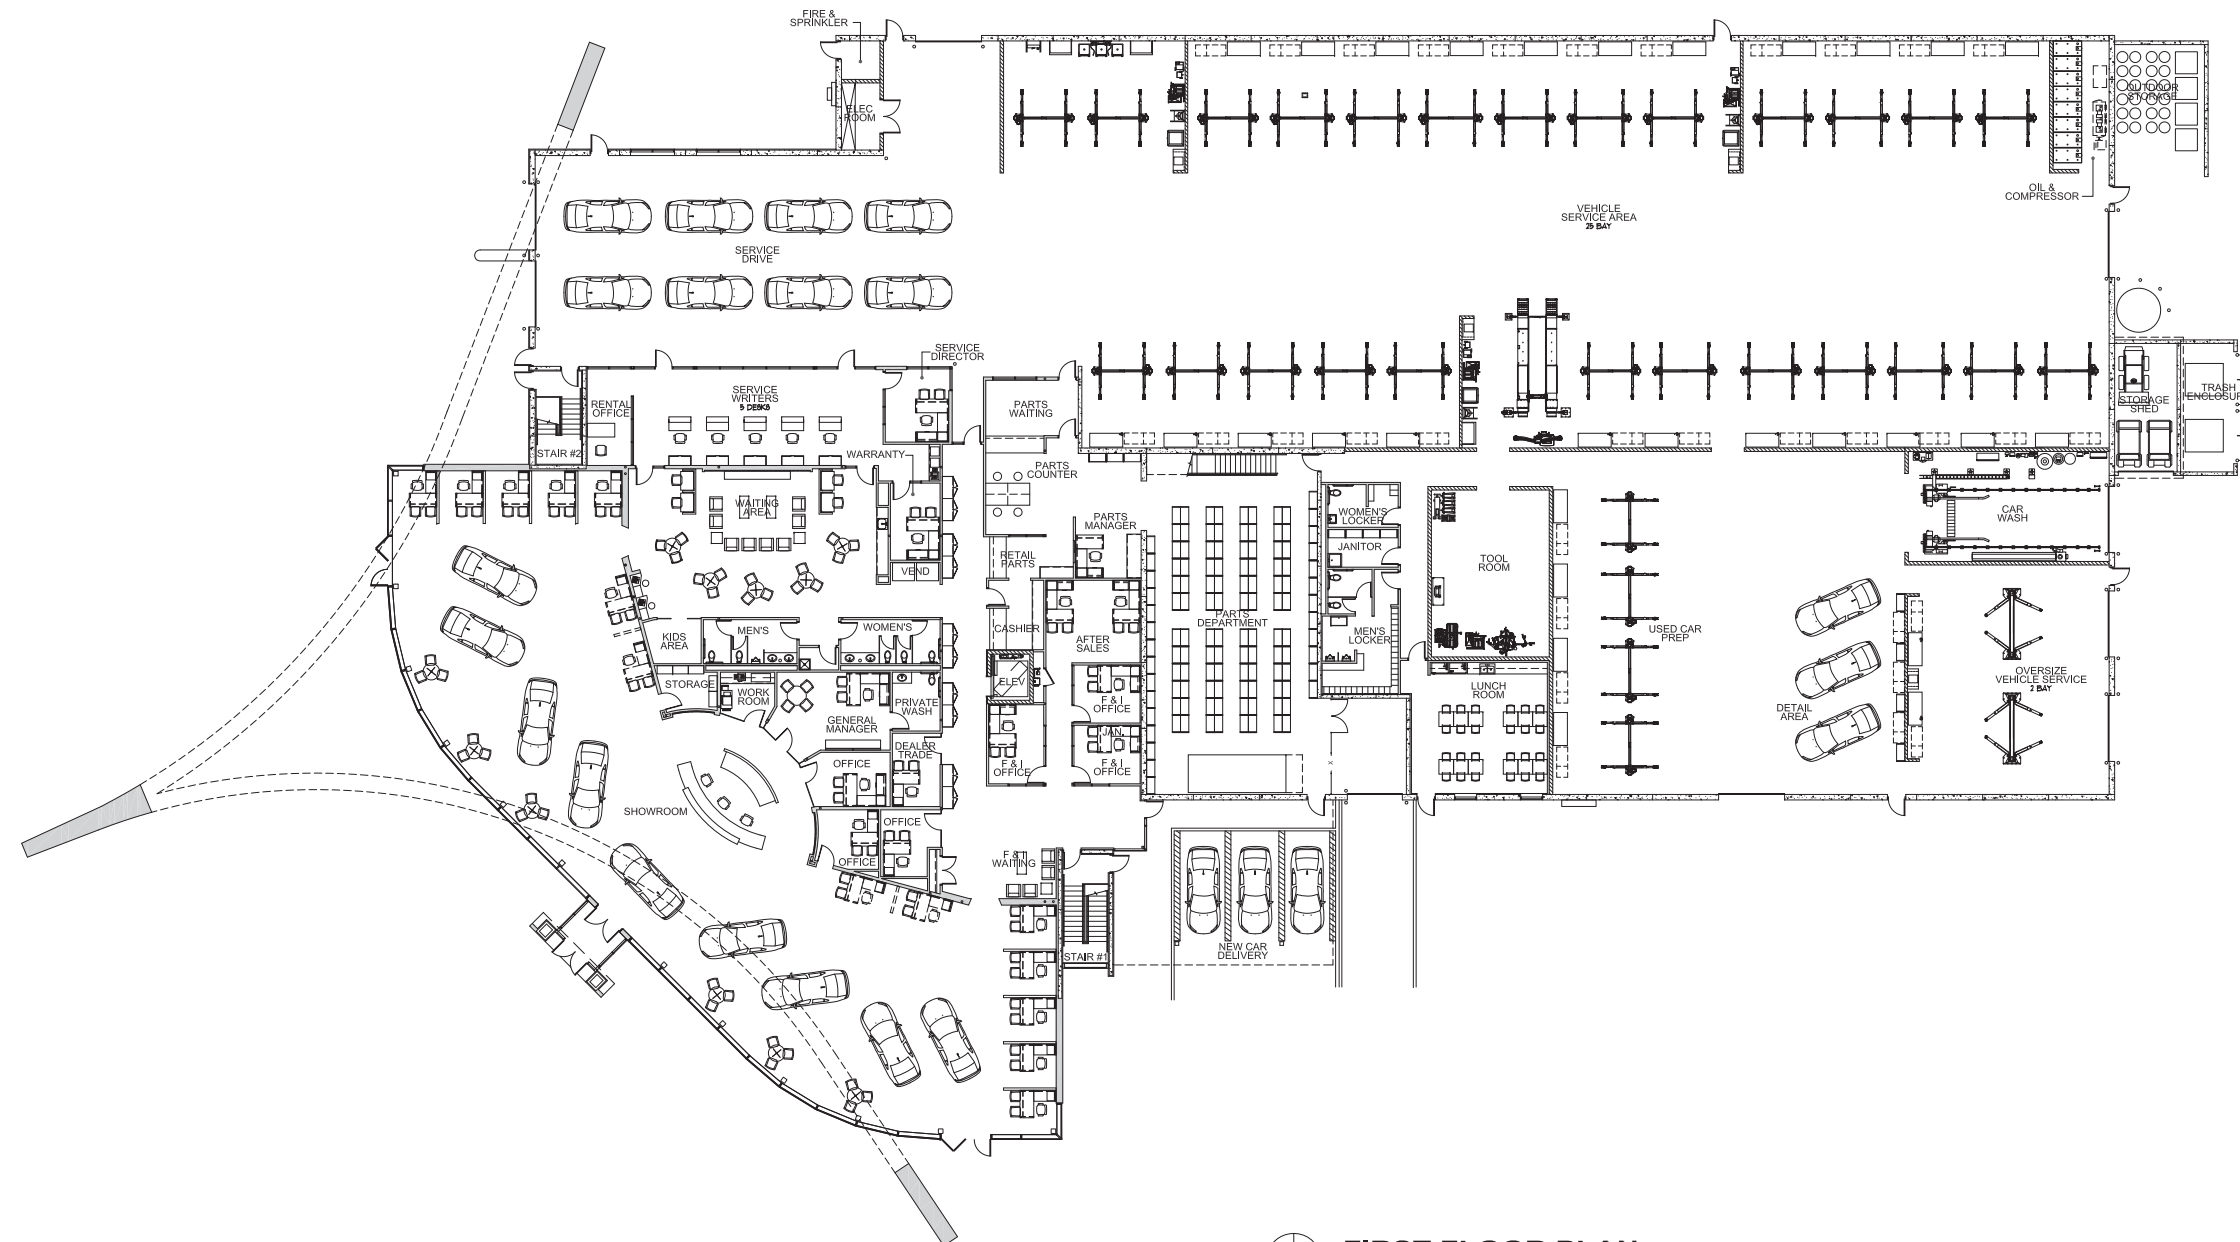 FIRE &
SPRINKLER
ELEC
ROOM
OUTDOOR
STORAGE
OIL &
COMPRESSOR
VEHICLE
SERVICE AREA
25 BAY
SERVICE
DRIVE
SERVICE
DIRECTOR
SERVICE
WRITERS
5 DESKS
RENTAL
OFFICE
STAIR #2
PARTS
WAITING
TRASH
ENCLOSUR
STORAGE
SHED
WARRANTY
PARTS
COUNTER
WAITING
AREA
PARTS
MANAGER
WOMEN'S
LOCKER
CAR
WASH
JANITOR
RETAIL
PARTS
TOOL
ROOM
VEND
PARTS
DEPARTMENT
CASHIER
KIDS
AREA
MEN'S
WOMEN'S
AFTER
SALES
MEN'S
LOCKER
USED CAR
PREP
STORAGE
WORK
ROOM
ELEV
OVERSIZE
VEHICLE SERVICE
2 BAY
LUNCH
ROOM
PRIVATE
WASH
F & I
OFFICE
GENERAL
MANAGER
DETAIL
AREA
JAN.
DEALER
TRADE
OFFICE
F & I
OFFICE
F & I
OFFICE
SHOWROOM
OFFICE
OFFICE
F & I
WAITING
STAIR #1
NEW CAR
DELIVERY
FIRST FLOOR PLAN